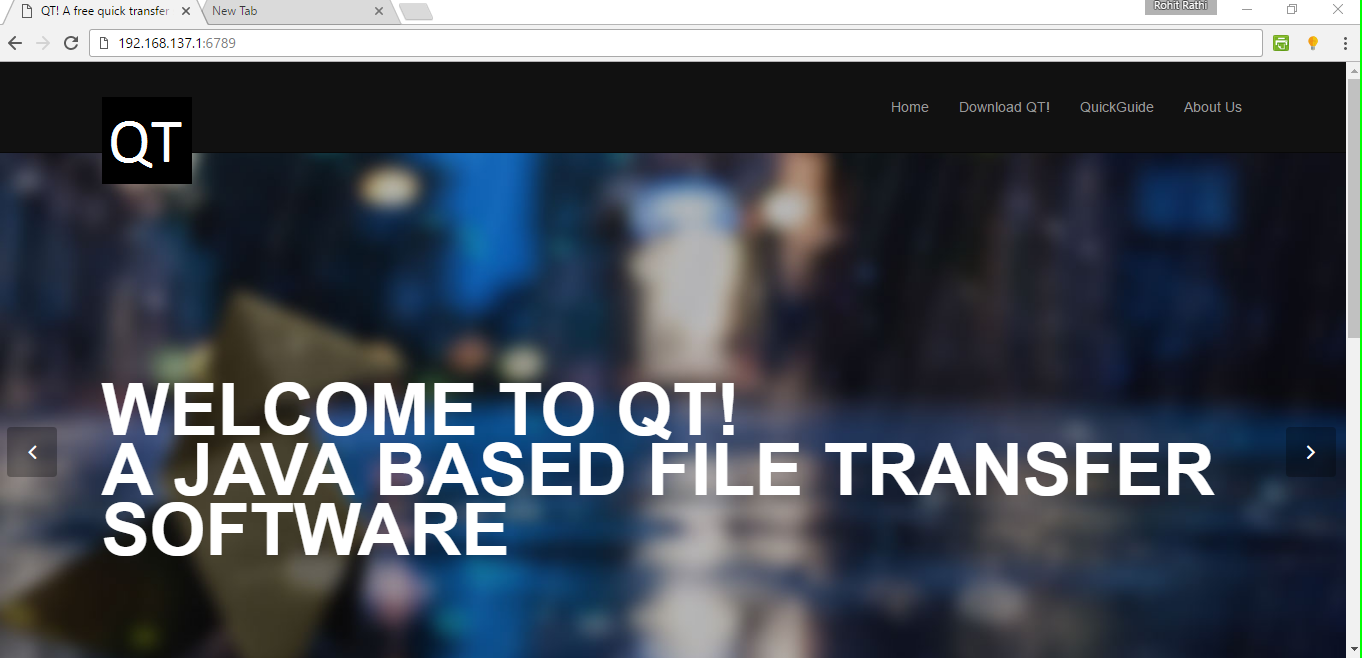 QT! A free quick transfer
New Tab
Rohit Rathi
192.168.137.1:6789
QT
Home
Download QT!
QuickGuide
About Us
WELCOME TO QT!
A JAVA BASED FILE TRANSFER
SOFTWARE